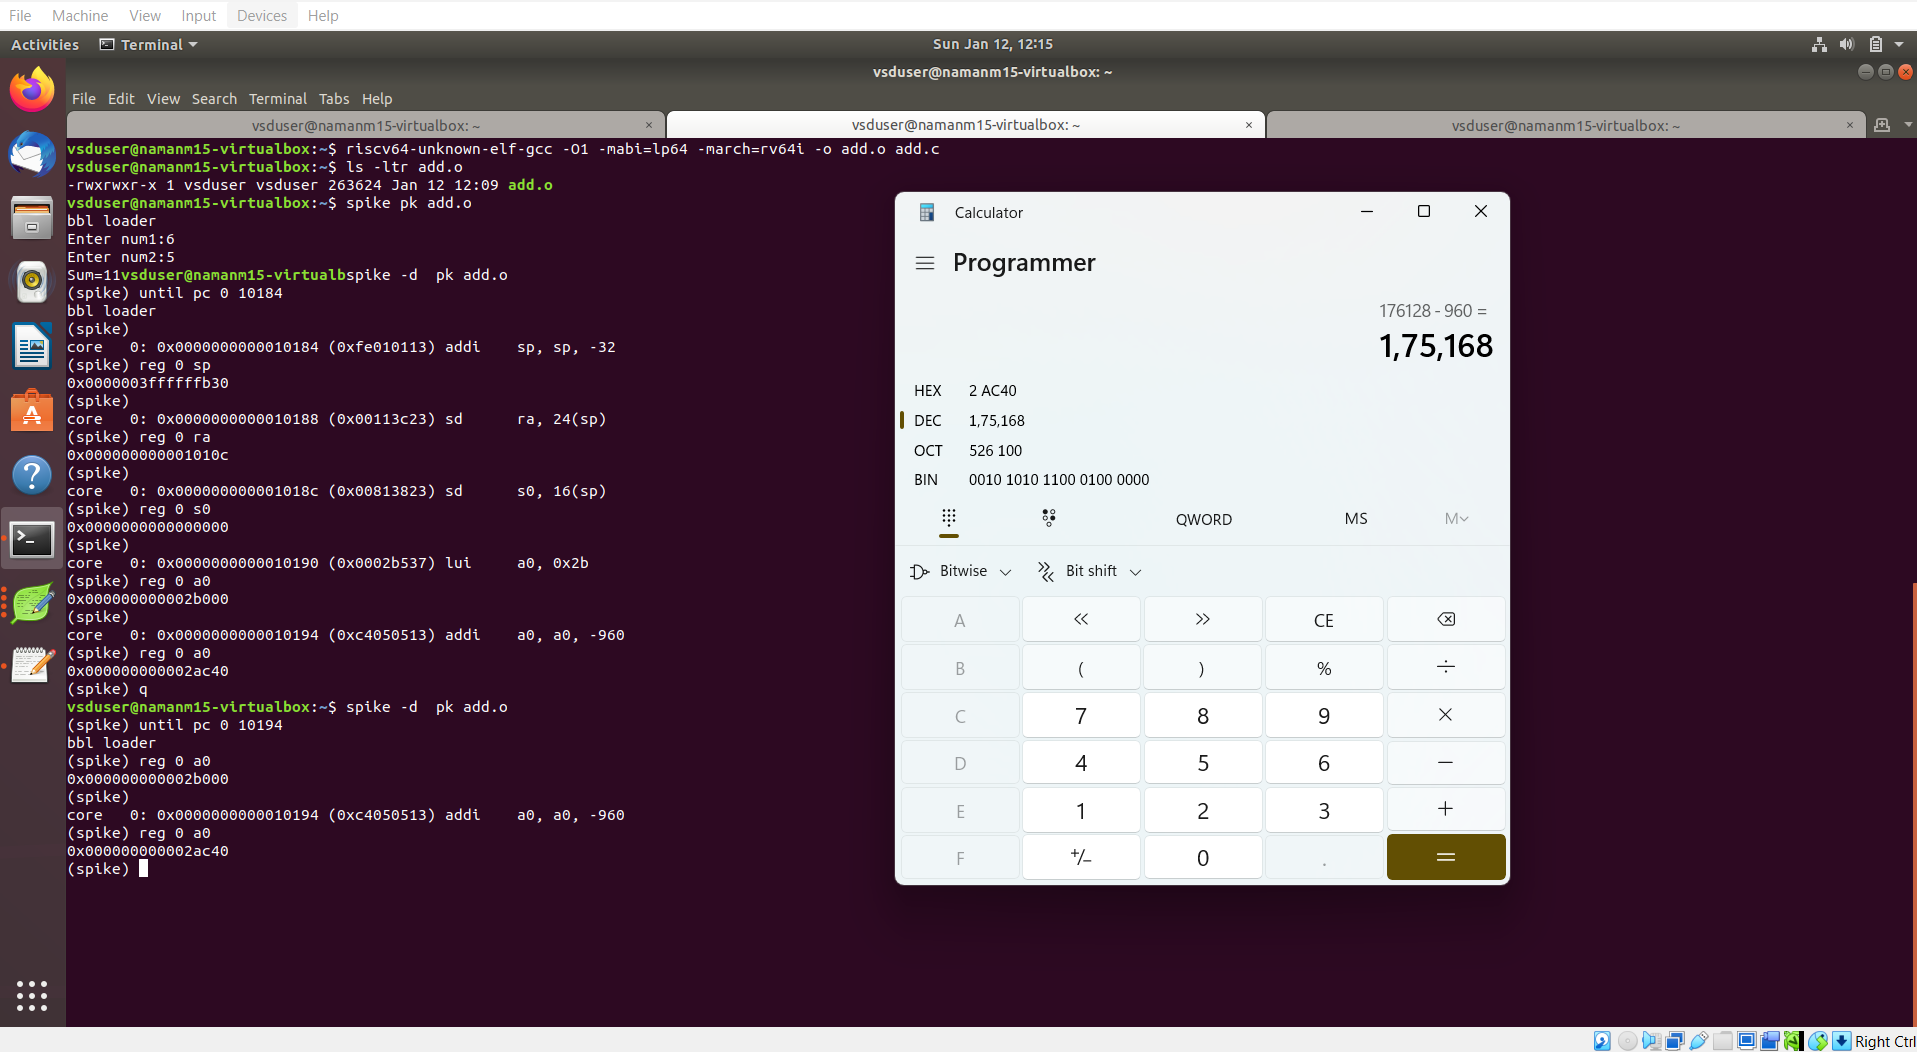 File Machine View Input Devices Help
Activities Terminal Sun Jan 12, 12:15
vsduser@namanm15-virtualbox: ~
File Edit View Search Terminal Tabs Help
vsduser@namanm15-virtualbox: ~ × vsduser@namanm15-virtualbox: ~ × vsduser@namanm15-virtualbox: ~ ×
vsduser@namanm15-virtualbox:~$ riscv64-unknown-elf-gcc -O1 -mabi=lp64 -march=rv64i -o add.o add.c
vsduser@namanm15-virtualbox:~$ ls -ltr add.o
-rwxrwxr-x 1 vsduser vsduser 263624 Jan 12 12:09 add.o
vsduser@namanm15-virtualbox:~$ spike pk add.o
bbl loader
Enter num1:6
Enter num2:5
Sum=11vsduser@namanm15-virtualbspike -d  pk add.o
(spike) until pc 0 10184
bbl loader
(spike)
core   0: 0x0000000000010184 (0xfe010113) addi    sp, sp, -32
(spike) reg 0 sp
0x0000003ffffffb30
(spike)
core   0: 0x0000000000010188 (0x00113c23) sd      ra, 24(sp)
(spike) reg 0 ra
0x000000000001010c
(spike)
core   0: 0x000000000001018c (0x00813823) sd      s0, 16(sp)
(spike) reg 0 s0
0x0000000000000000
(spike)
core   0: 0x0000000000010190 (0x0002b537) lui     a0, 0x2b
(spike) reg 0 a0
0x000000000002b000
(spike)
core   0: 0x0000000000010194 (0xc4050513) addi    a0, a0, -960
(spike) reg 0 a0
0x000000000002ac40
(spike) q
vsduser@namanm15-virtualbox:~$ spike -d  pk add.o
(spike) until pc 0 10194
bbl loader
(spike) reg 0 a0
0x000000000002b000
(spike)
core   0: 0x0000000000010194 (0xc4050513) addi    a0, a0, -960
(spike) reg 0 a0
0x000000000002ac40
(spike)
Calculator
Programmer
176128 - 960 =
1,75,168
HEX 2 AC40
DEC 1,75,168
OCT 526 100
BIN 0010 1010 1100 0100 0000
QWORD MS M
Bitwise Bit shift
A << >> CE
B ( ) % ÷
C 7 8 9 ×
D 4 5 6 −
E 1 2 3 +
F +/− 0 . =
Right Ctrl